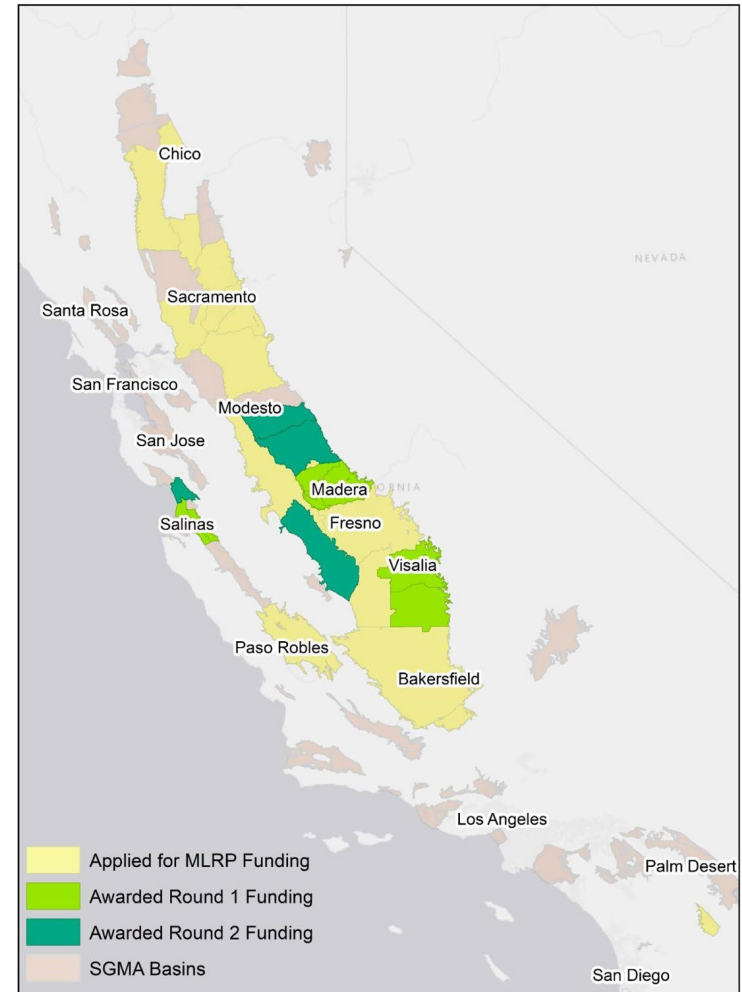 Chico
NEVADA
Sacramento
Santa Rosa
San Francisco
Modesto
San Jose
Madera
ORNIA
Salinas
Fresno
Visalia
Paso Robles
Bakersfield
Los Angeles
Palm Desert
San Diego
Applied for MLRP Funding
Awarded Round 1 Funding
Awarded Round 2 Funding
SGMA Basins